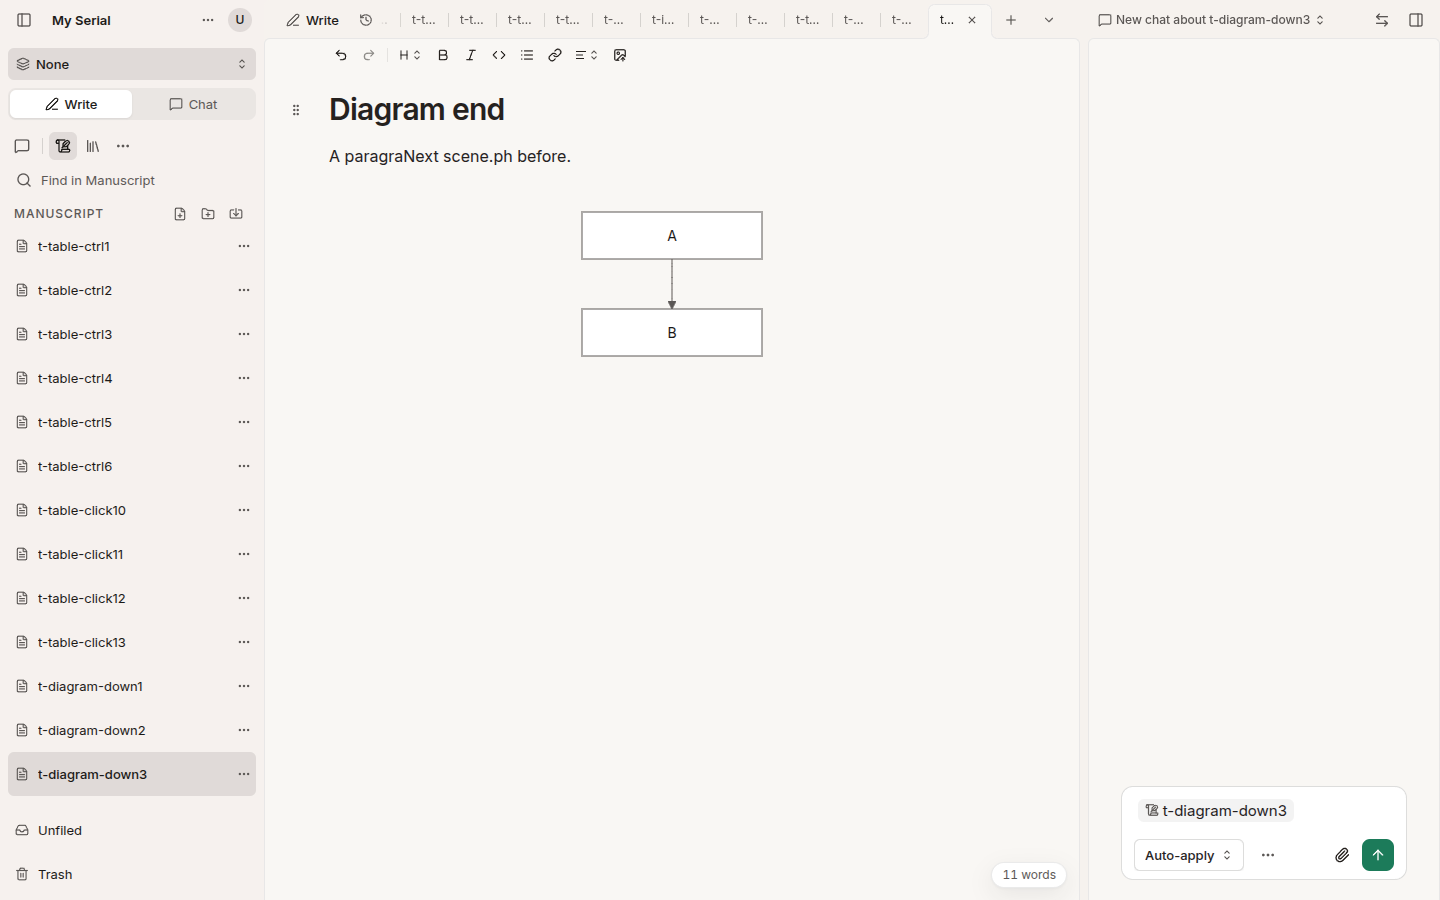 My Serial
U
None
Write
Chat
Find in Manuscript
MANUSCRIPT
t-table-ctrl1
t-table-ctrl2
t-table-ctrl3
t-table-ctrl4
t-table-ctrl5
t-table-ctrl6
t-table-click10
t-table-click11
t-table-click12
t-table-click13
t-diagram-down1
t-diagram-down2
t-diagram-down3
Unfiled
Trash
Write
t-t...
t-t...
t-t...
t-t...
t-...
t-i...
t-...
t-...
t-t...
t-...
t-...
t...
H
B
I
Diagram end
A paragraNext scene.ph before.
A
B
11 words
New chat about t-diagram-down3
t-diagram-down3
Auto-apply